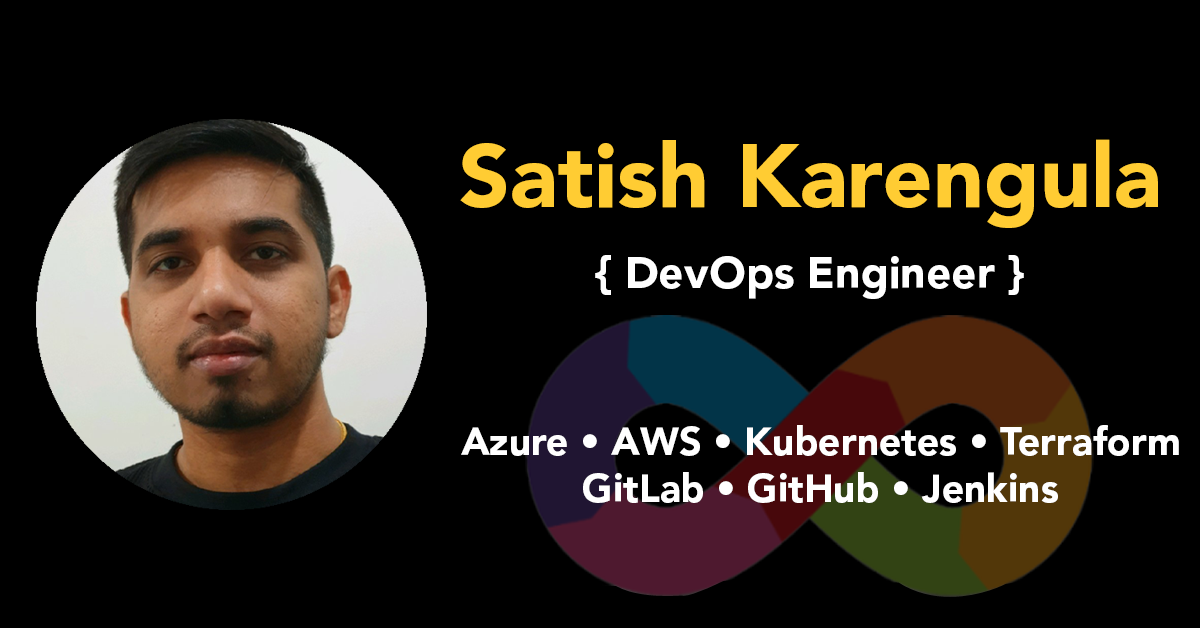 Satish Karengula
{ DevOps Engineer }
Azure • AWS • Kubernetes • Terraform
GitLab • GitHub • Jenkins